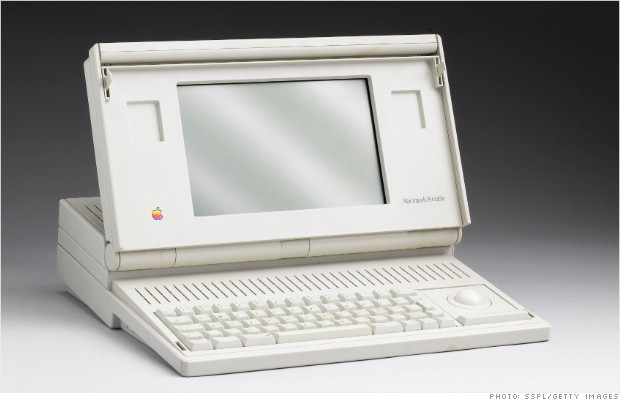 Macintosh Portable
PHOTO: SSPL/GETTY IMAGES